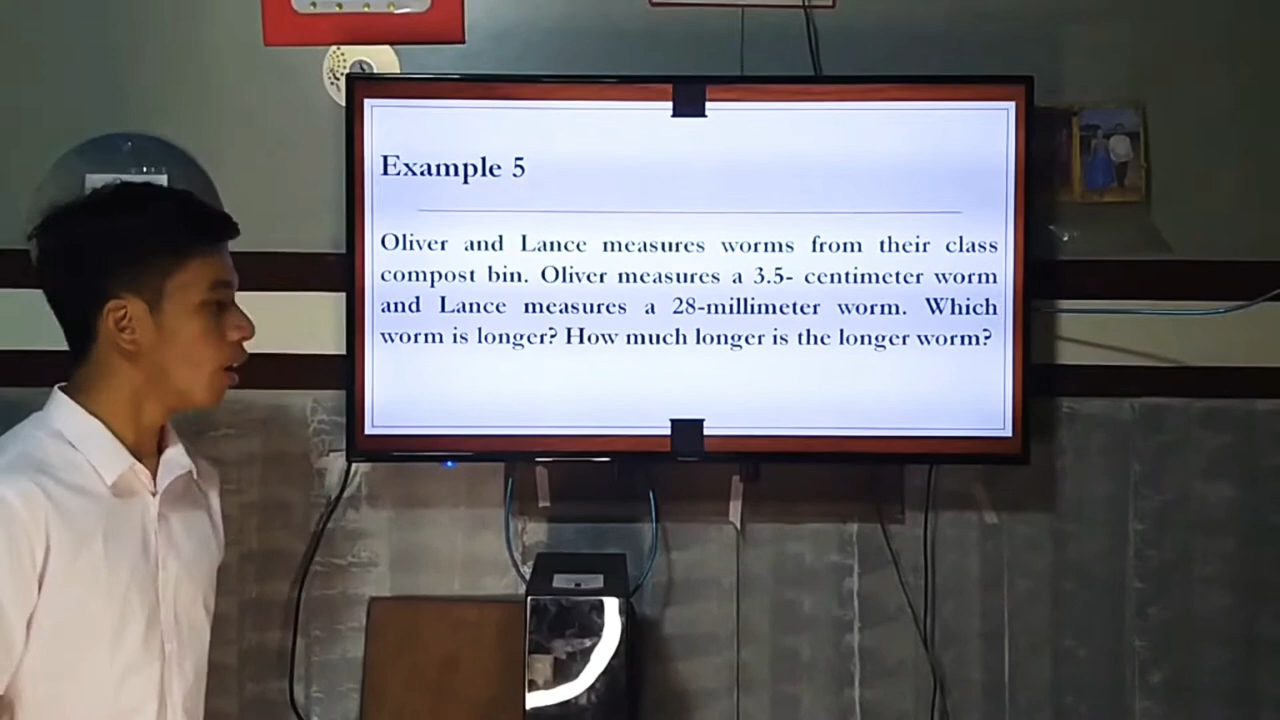 Example 5
Oliver and Lance measures worms from their class
compost bin. Oliver measures a 3.5- centimeter worm
and Lance measures a 28-millimeter worm. Which
worm is longer? How much longer is the longer worm?